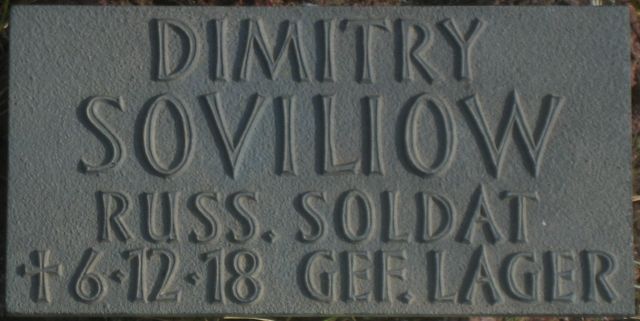 DIMITRY
SOVILIOW
RUSS. SOLDAT
✝6·12·18 GEF. LAGER